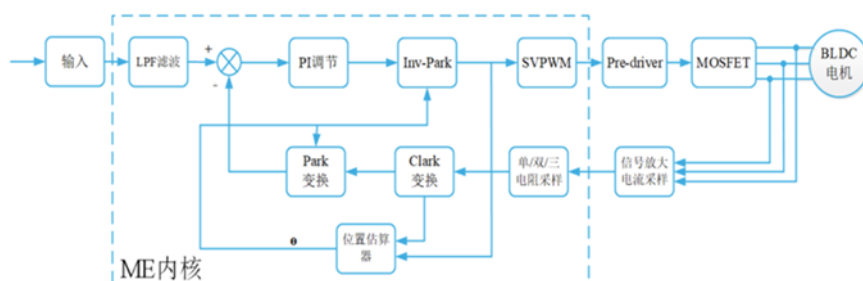 输入
LPF滤波
+
-
PI调节
Inv-Park
SVPWM
Pre-driver
MOSFET
BLDC
电机
Park
变换
Clark
变换
单/双/三
电阻采样
信号放大
电流采样
θ
位置估算
器
ME内核